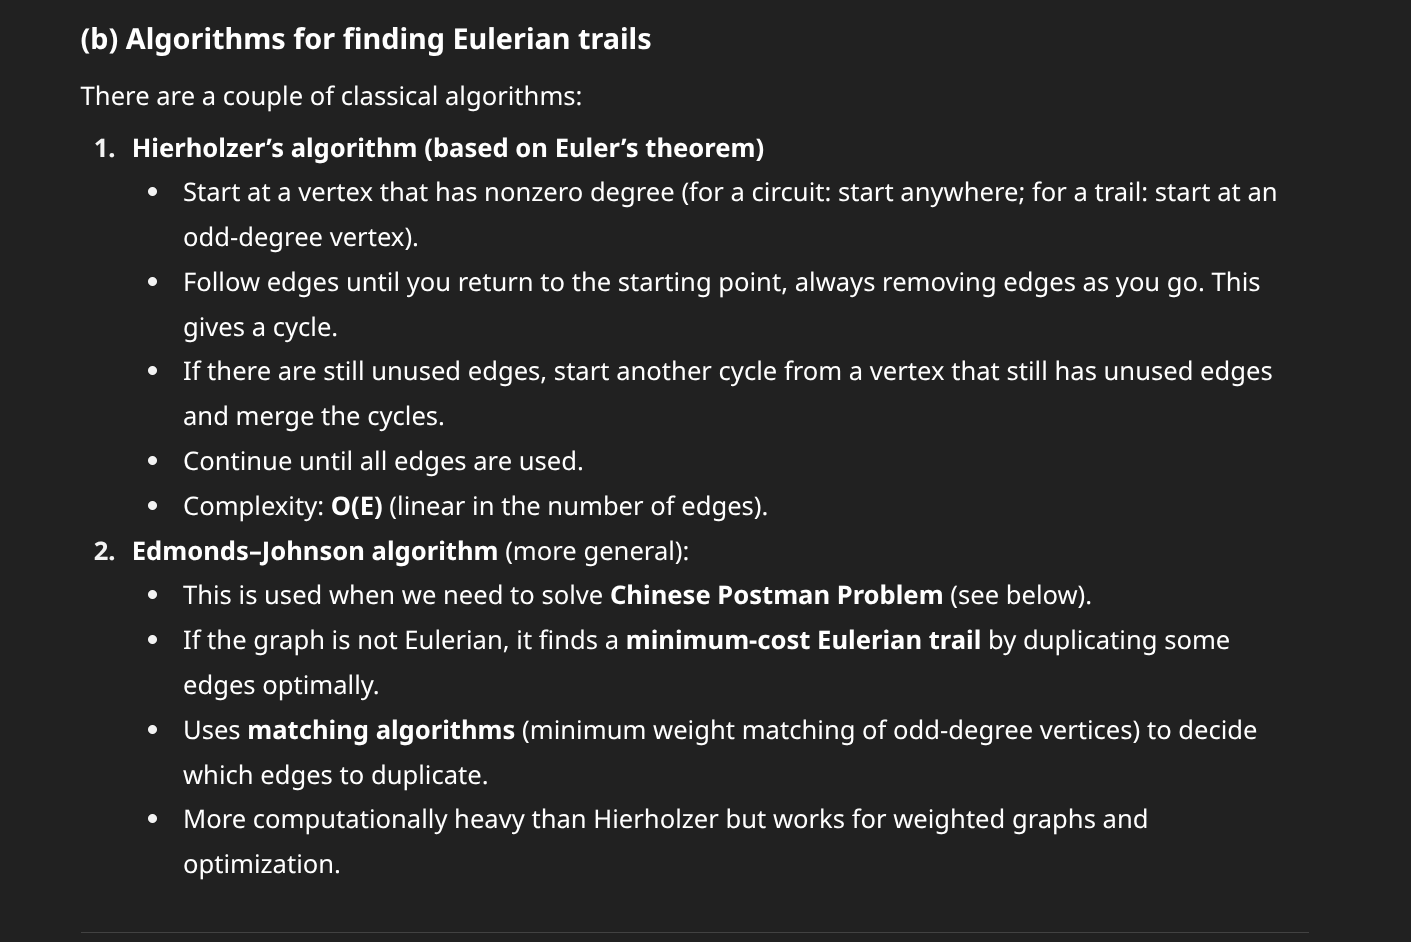 (b) Algorithms for finding Eulerian trails
There are a couple of classical algorithms:
1. Hierholzer’s algorithm (based on Euler’s theorem)
• Start at a vertex that has nonzero degree (for a circuit: start anywhere; for a trail: start at an
odd-degree vertex).
• Follow edges until you return to the starting point, always removing edges as you go. This
gives a cycle.
• If there are still unused edges, start another cycle from a vertex that still has unused edges
and merge the cycles.
• Continue until all edges are used.
• Complexity: O(E) (linear in the number of edges).
2. Edmonds–Johnson algorithm (more general):
• This is used when we need to solve Chinese Postman Problem (see below).
• If the graph is not Eulerian, it finds a minimum-cost Eulerian trail by duplicating some
edges optimally.
• Uses matching algorithms (minimum weight matching of odd-degree vertices) to decide
which edges to duplicate.
• More computationally heavy than Hierholzer but works for weighted graphs and
optimization.